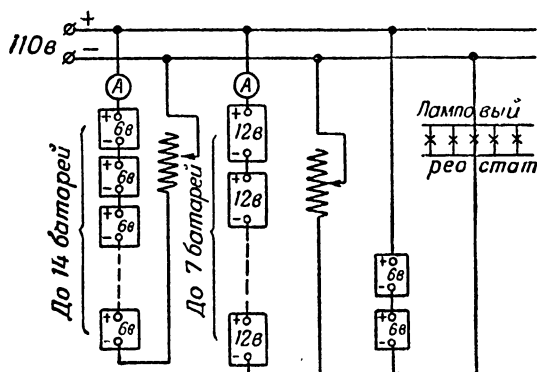 +
110в
−
А
А
+ 6в −
+ 6в −
+ 6в −
+ 6в −
До 14 батарей
+ 12в −
+ 12в −
+ 12в −
До 7 батарей
+ 6в −
+ 6в −
Ламповый
реостат